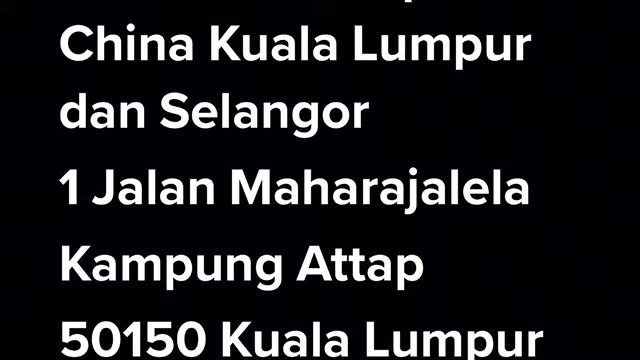 China Kuala Lumpur
dan Selangor
1 Jalan Maharajalela
Kampung Attap
50150 Kuala Lumpur